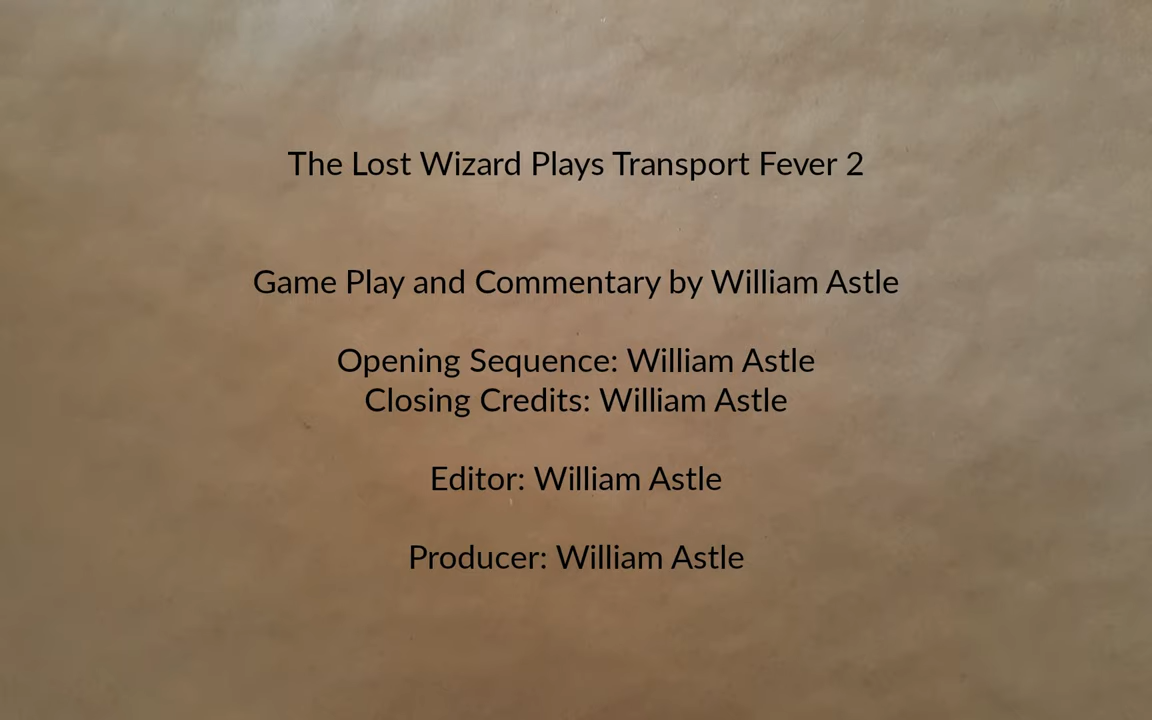 The Lost Wizard Plays Transport Fever 2
Game Play and Commentary by William Astle
Opening Sequence: William Astle
Closing Credits: William Astle
Editor: William Astle
Producer: William Astle